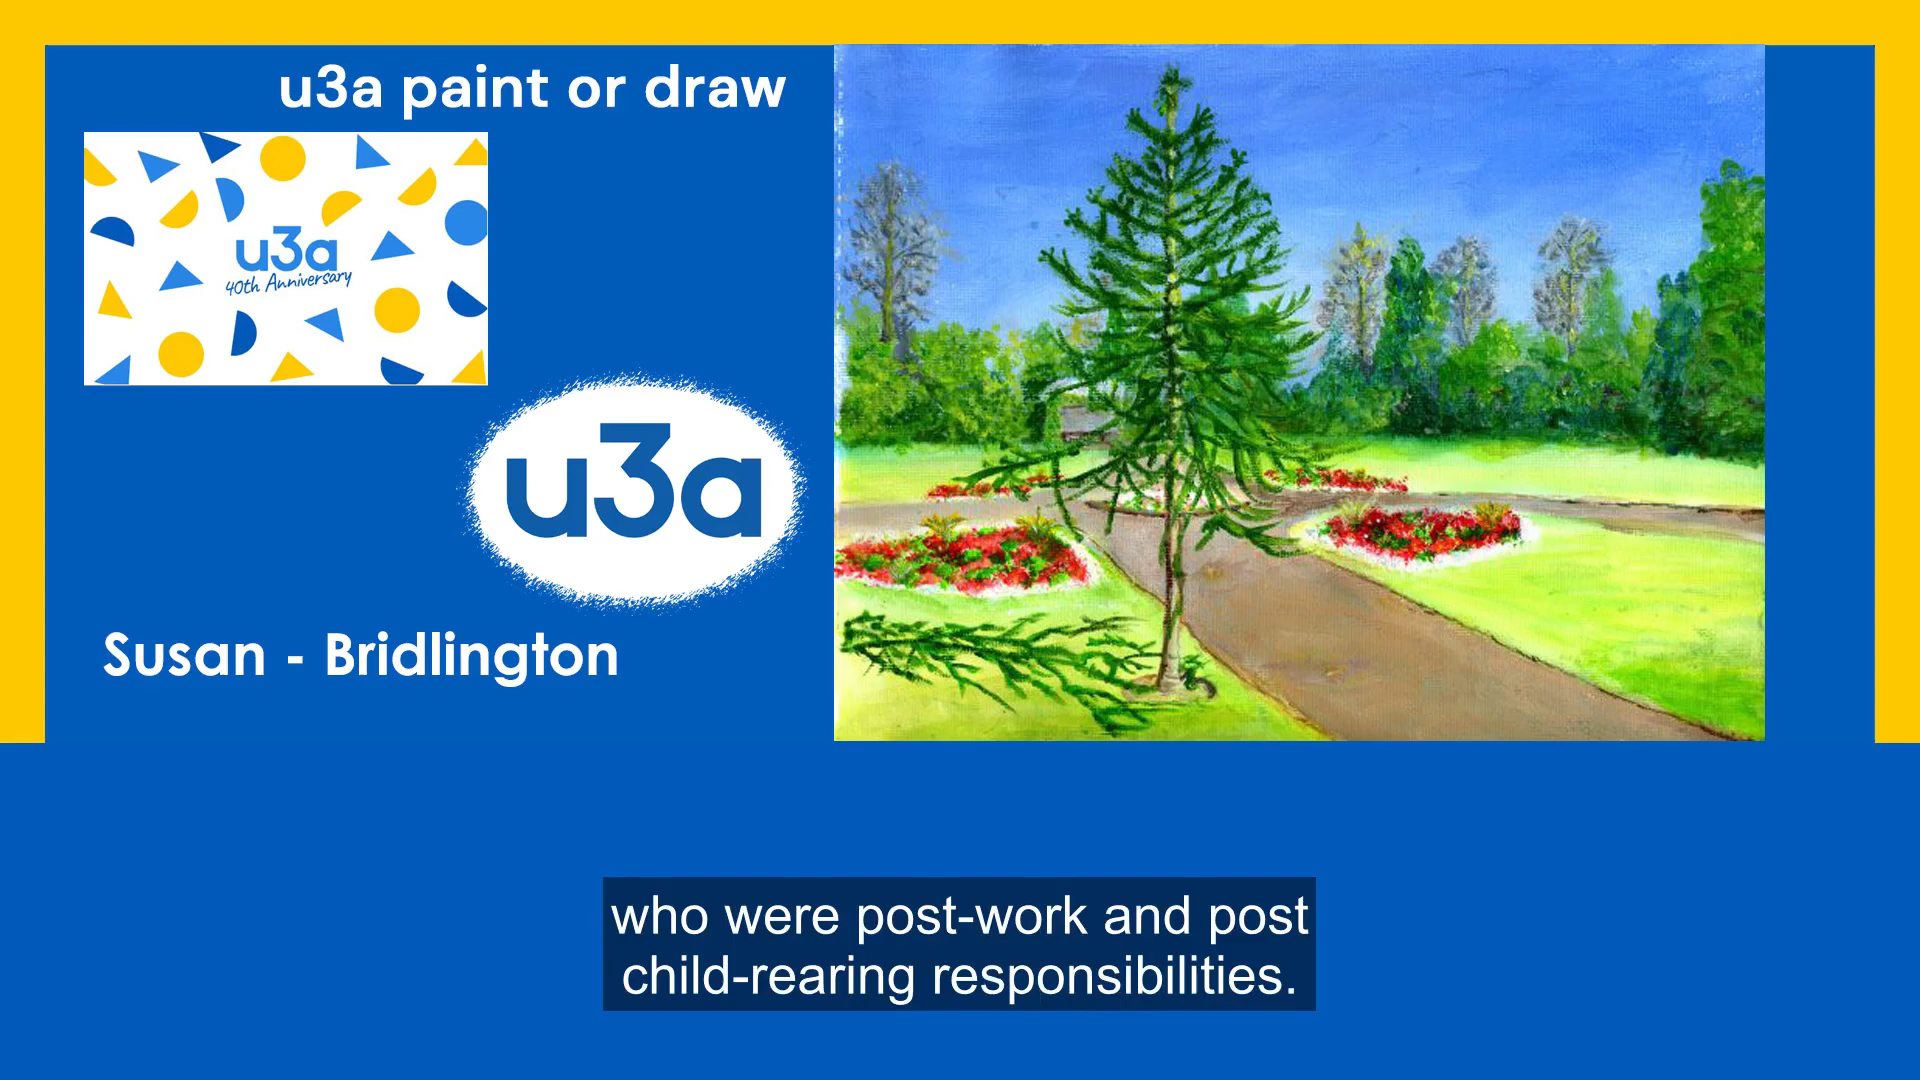 u3a paint or draw
u3a
40th Anniversary
u3a
Susan - Bridlington
who were post-work and post
child-rearing responsibilities.